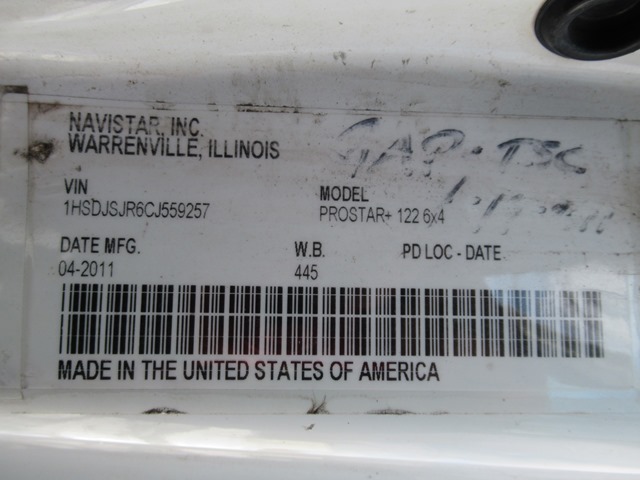 NAVISTAR, INC.
WARRENVILLE, ILLINOIS
VIN
1HSDJSJR6CJ559257
MODEL
PROSTAR+ 122 6x4
DATE MFG.
04-2011
W.B.
445
PD LOC - DATE
MADE IN THE UNITED STATES OF AMERICA